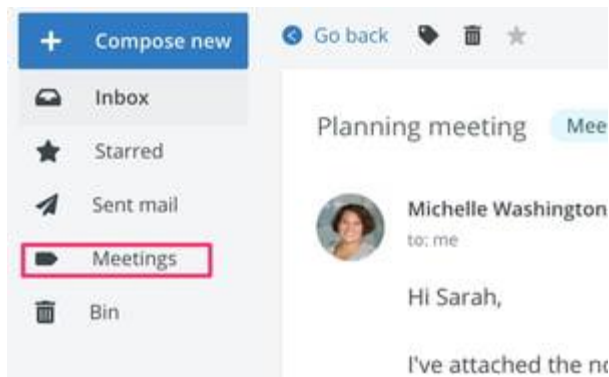 Compose new
Go back
Inbox
Starred
Sent mail
Meetings
Bin
Planning meeting
Michelle Washington
to: me
Hi Sarah,
I've attached the